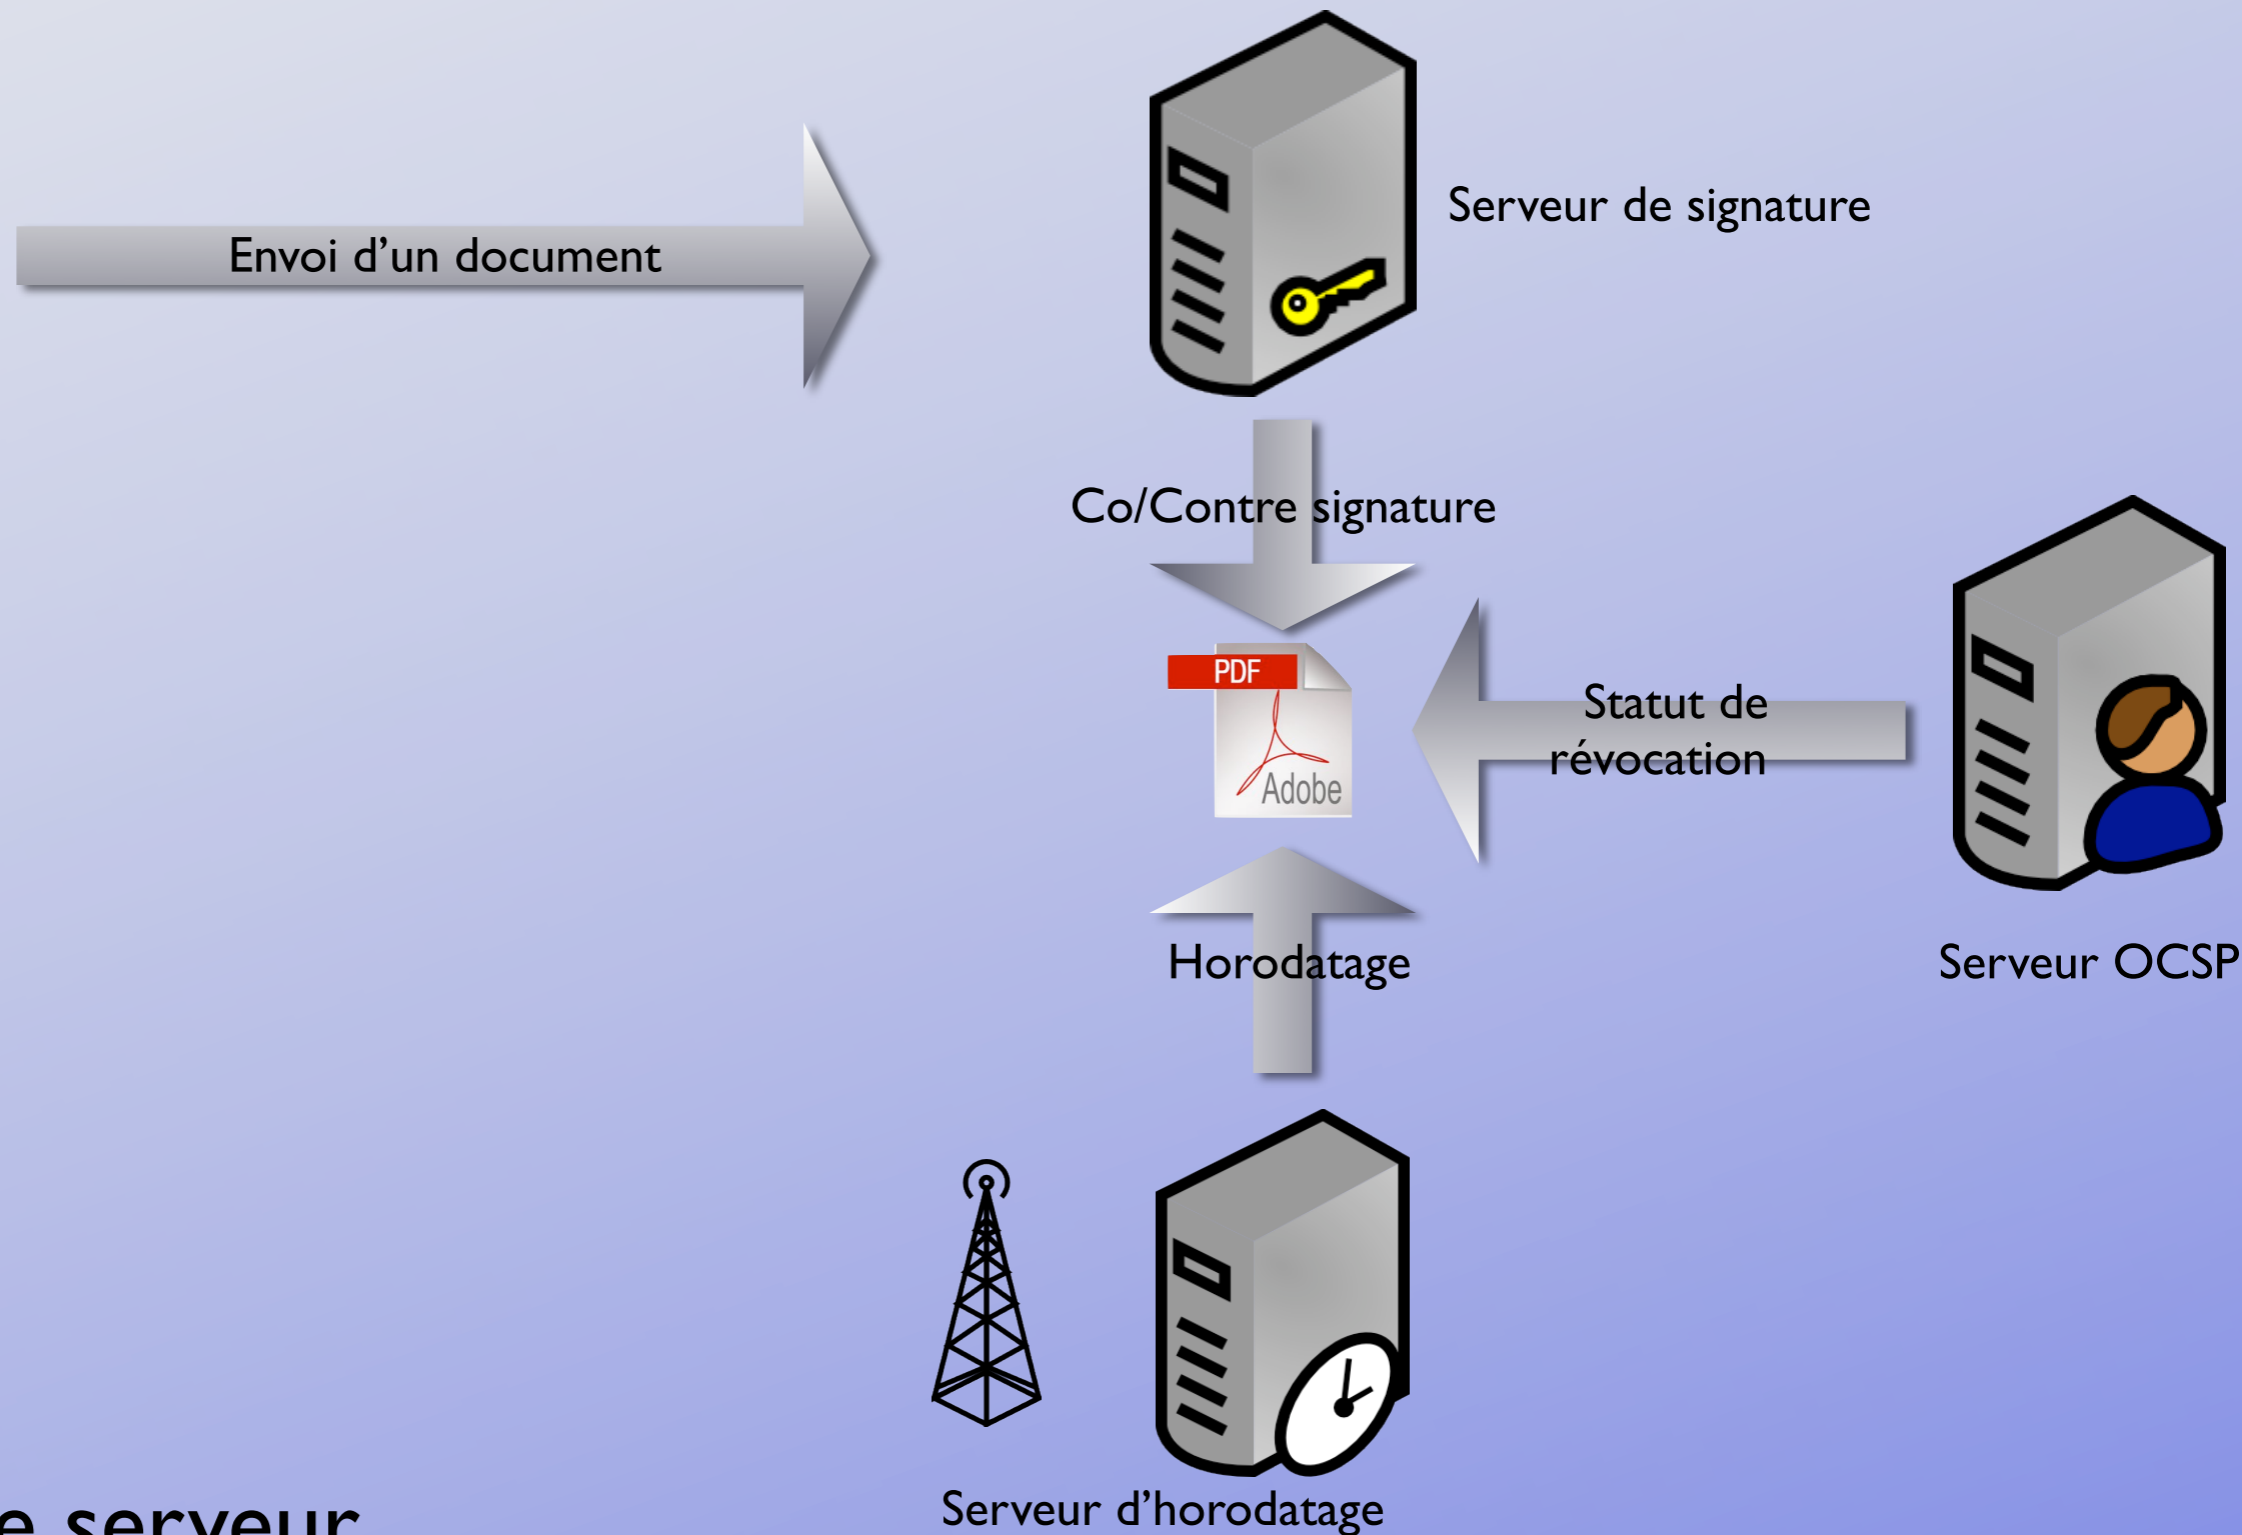 Serveur de signature
Envoi d’un document
Co/Contre signature
PDF
Adobe
Statut de
révocation
Horodatage
Serveur OCSP
Serveur d’horodatage
serveur